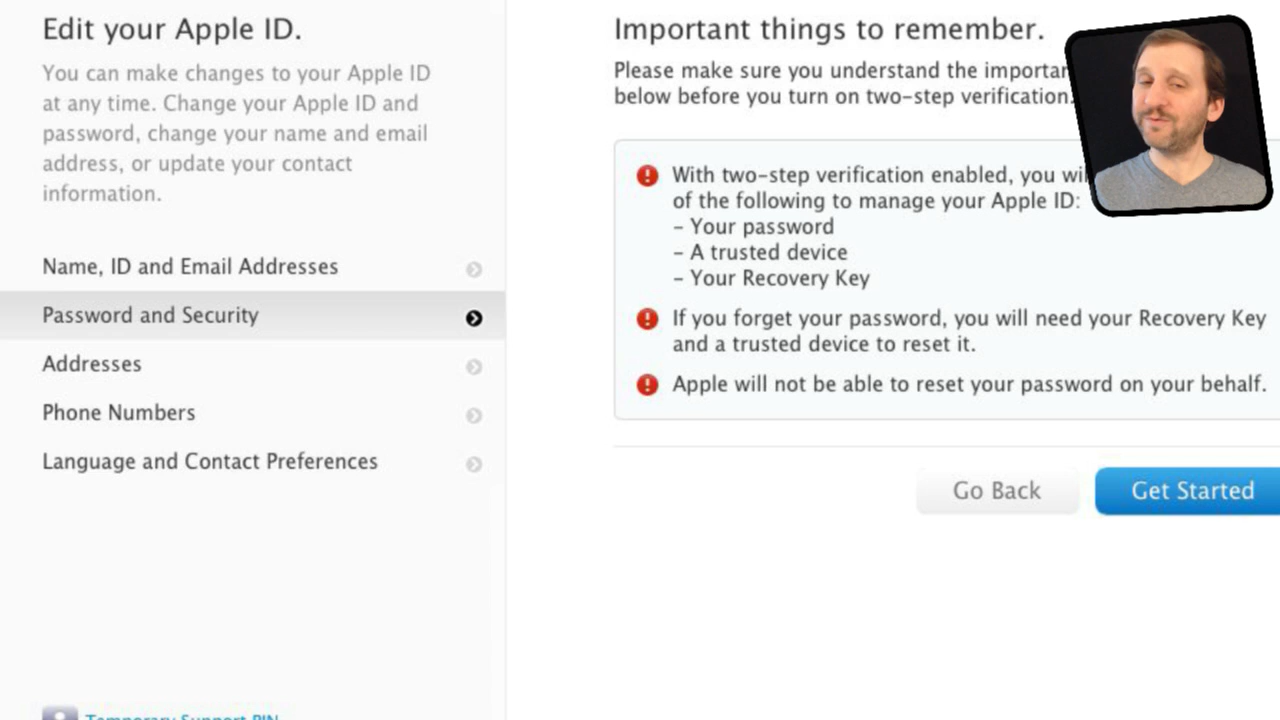 Edit your Apple ID.
You can make changes to your Apple ID
at any time. Change your Apple ID and
password, change your name and email
address, or update your contact
information.
Name, ID and Email Addresses
Password and Security
Addresses
Phone Numbers
Language and Contact Preferences
Temporary Support PIN
Important things to remember.
Please make sure you understand the
below before you turn on two-step verification.
With two-step verification enabled, you
of the following to manage your Apple ID:
- Your password
- A trusted device
- Your Recovery Key
If you forget your password, you will need your Recovery Key
and a trusted device to reset it.
Apple will not be able to reset your password on your behalf.
Go Back
Get Started